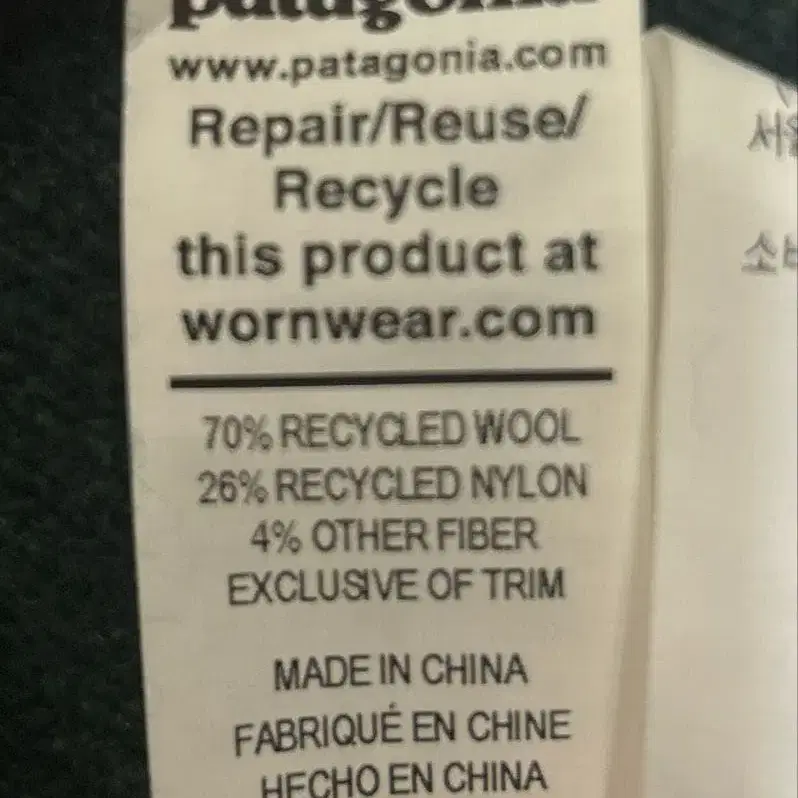 patagonia
www.patagonia.com
Repair/Reuse/
Recycle
this product at
wornwear.com
70% RECYCLED WOOL
26% RECYCLED NYLON
4% OTHER FIBER
EXCLUSIVE OF TRIM
MADE IN CHINA
FABRIQUÉ EN CHINE
HECHO EN CHINA